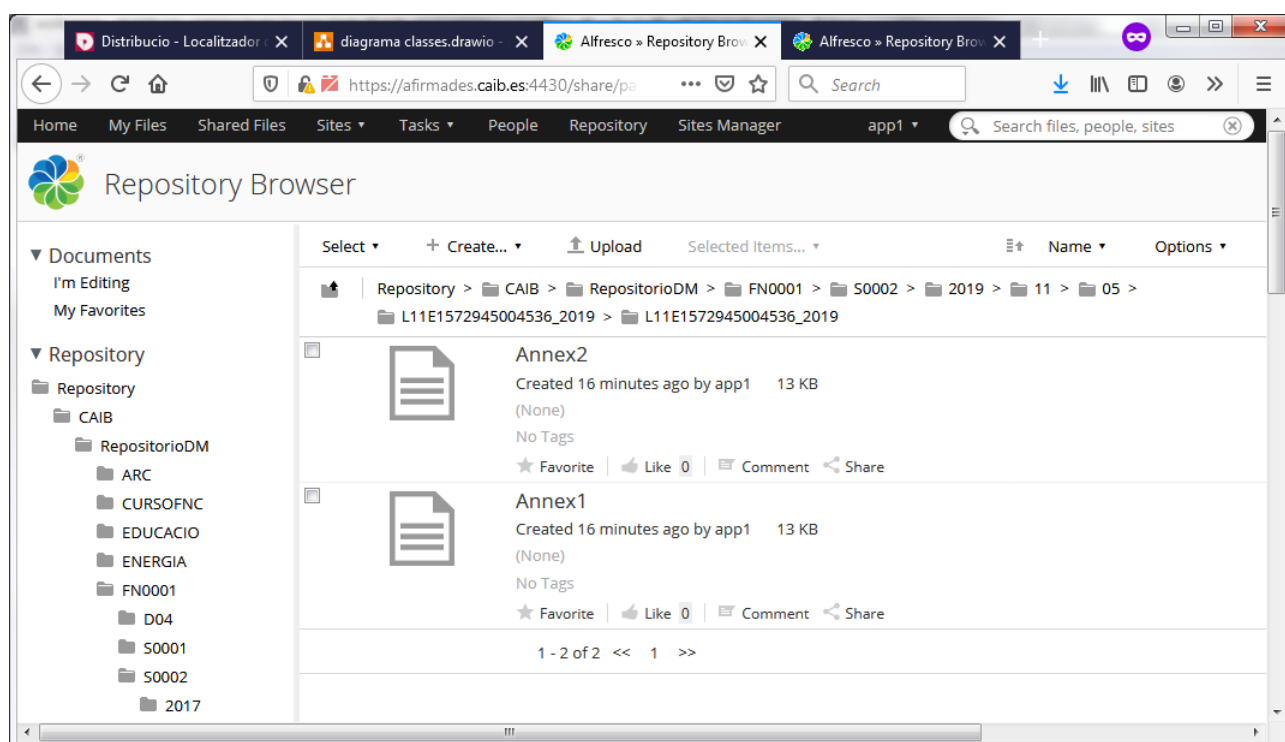 Distribucio - Localitzador d
diagrama classes.drawio -
Alfresco » Repository Brow
Alfresco » Repository Brow
https://afirmades.caib.es:4430/share/pa
Search
Home My Files Shared Files Sites Tasks People Repository Sites Manager app1 Search files, people, sites
Repository Browser
Documents
I'm Editing
My Favorites
Repository
Repository
CAIB
RepositorioDM
ARC
CURSOFNC
EDUCACIO
ENERGIA
FN0001
D04
S0001
S0002
2017
Select + Create... Upload Selected Items... Name Options
Repository > CAIB > RepositorioDM > FN0001 > S0002 > 2019 > 11 > 05 >
L11E1572945004536_2019 > L11E1572945004536_2019
Annex2
Created 16 minutes ago by app1 13 KB
(None)
No Tags
Favorite Like 0 Comment Share
Annex1
Created 16 minutes ago by app1 13 KB
(None)
No Tags
Favorite Like 0 Comment Share
1 - 2 of 2 << 1 >>